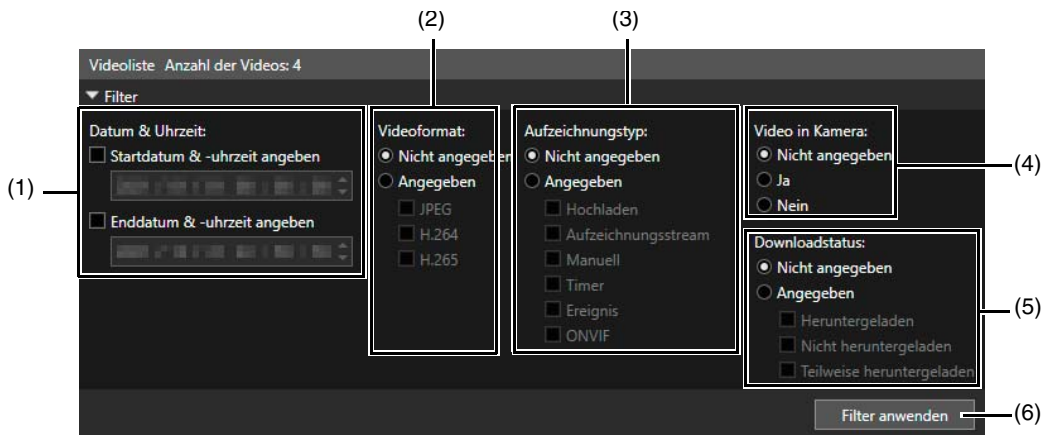 (2)
(3)
Videoliste Anzahl der Videos: 4
Filter
(1)
Datum & Uhrzeit:
Startdatum & -uhrzeit angeben
Enddatum & -uhrzeit angeben
Videoformat:
Nicht angegeben
Angegeben
JPEG
H.264
H.265
Aufzeichnungstyp:
Nicht angegeben
Angegeben
Hochladen
Aufzeichnungsstream
Manuell
Timer
Ereignis
ONVIF
Video in Kamera:
Nicht angegeben
Ja
Nein
(4)
Downloadstatus:
Nicht angegeben
Angegeben
Heruntergeladen
Nicht heruntergeladen
Teilweise heruntergeladen
(5)
Filter anwenden
(6)